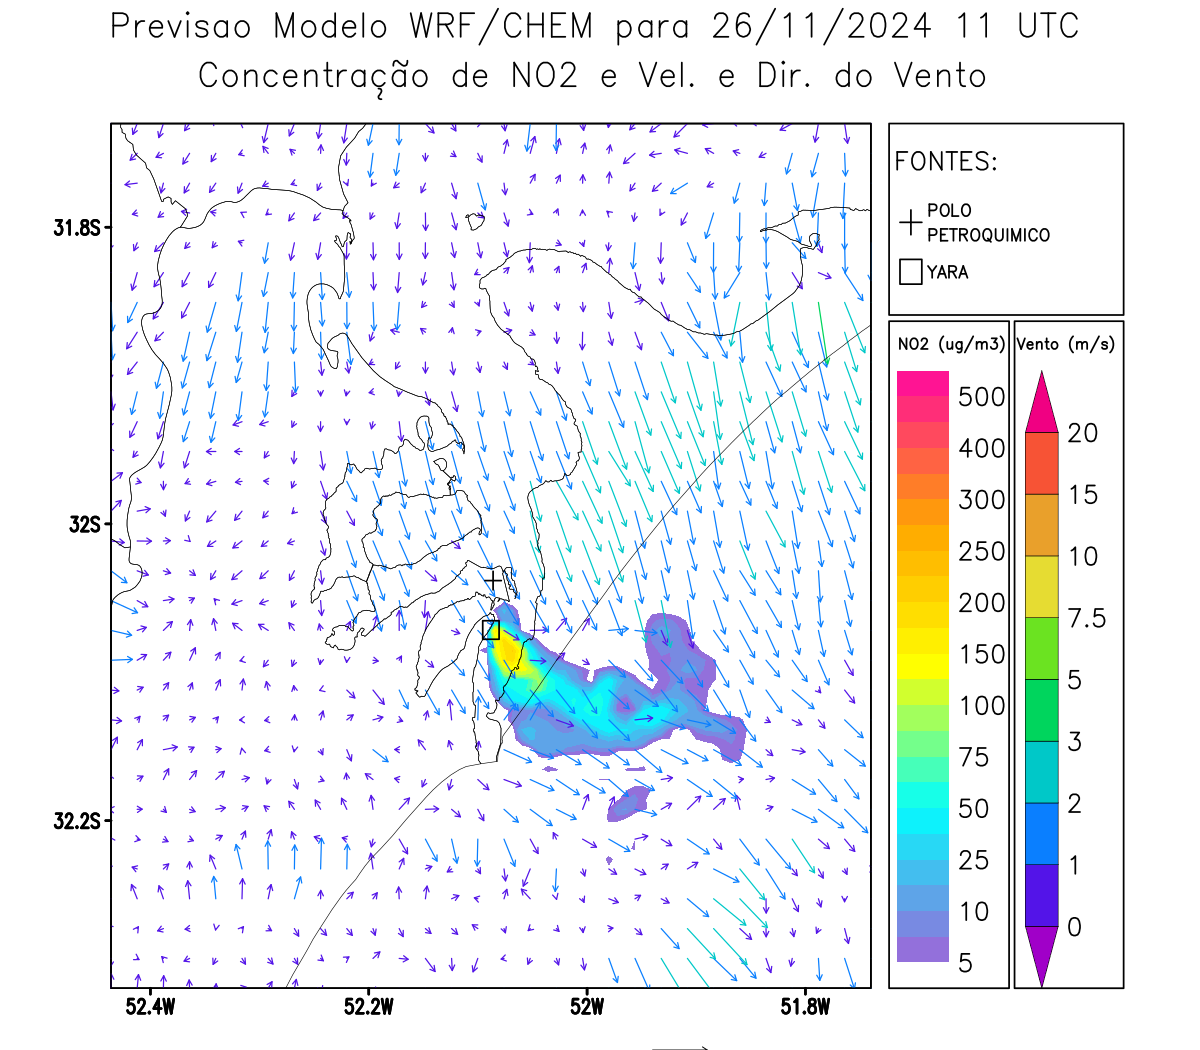 Previsao Modelo WRF/CHEM para 26/11/2024 11 UTC
Concentração de NO2 e Vel. e Dir. do Vento
FONTES:
POLO
PETROQUIMICO
YARA
NO2 (ug/m3)
500
400
300
250
200
150
100
75
50
25
10
5
Vento (m/s)
20
15
10
7.5
5
3
2
1
0
31.8S
32S
32.2S
52.4W
52.2W
52W
51.8W